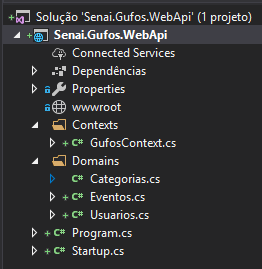 Solução 'Senai.Gufos.WebApi' (1 projeto)
Senai.Gufos.WebApi
Connected Services
Dependências
Properties
wwwroot
Contexts
C# GufosContext.cs
Domains
C# Categorias.cs
C# Eventos.cs
C# Usuarios.cs
C# Program.cs
C# Startup.cs